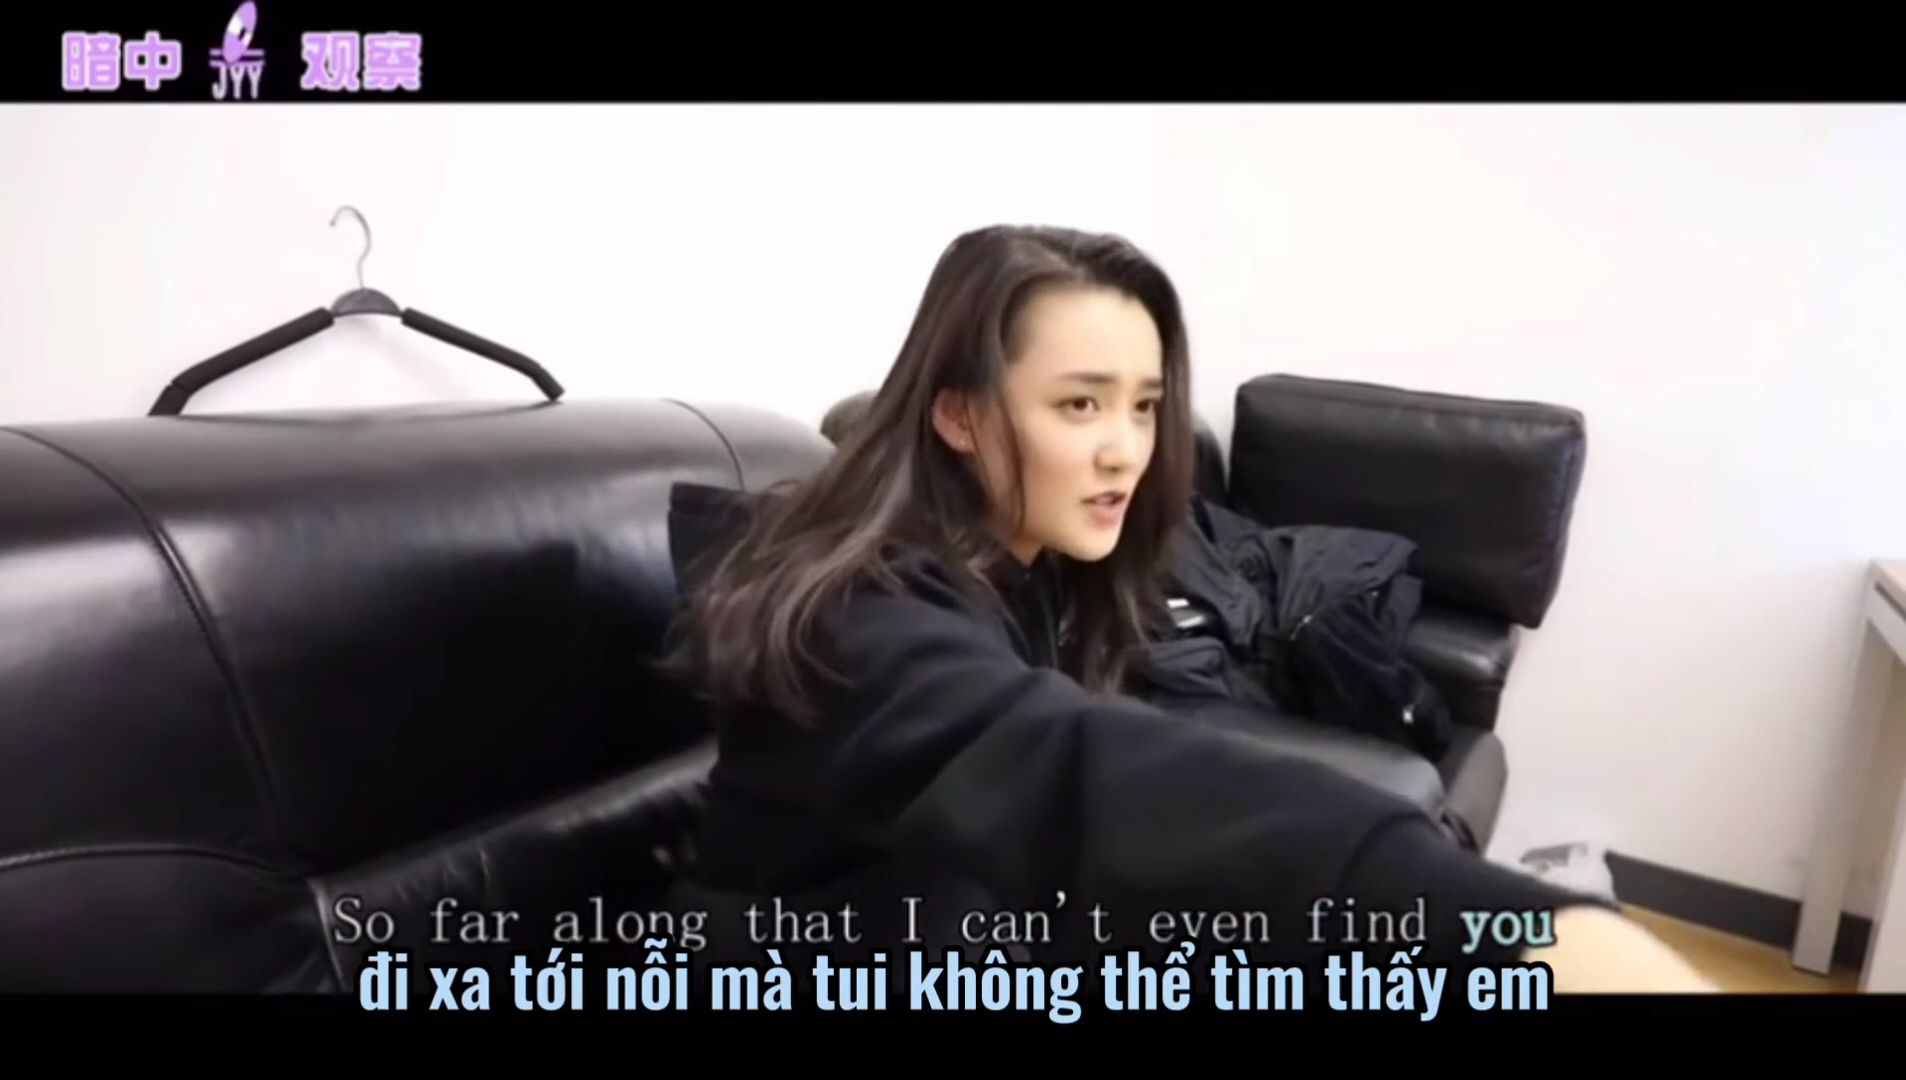 暗中 JYY 观察
So far along that I can't even find you
đi xa tới nỗi mà tui không thể tìm thấy em